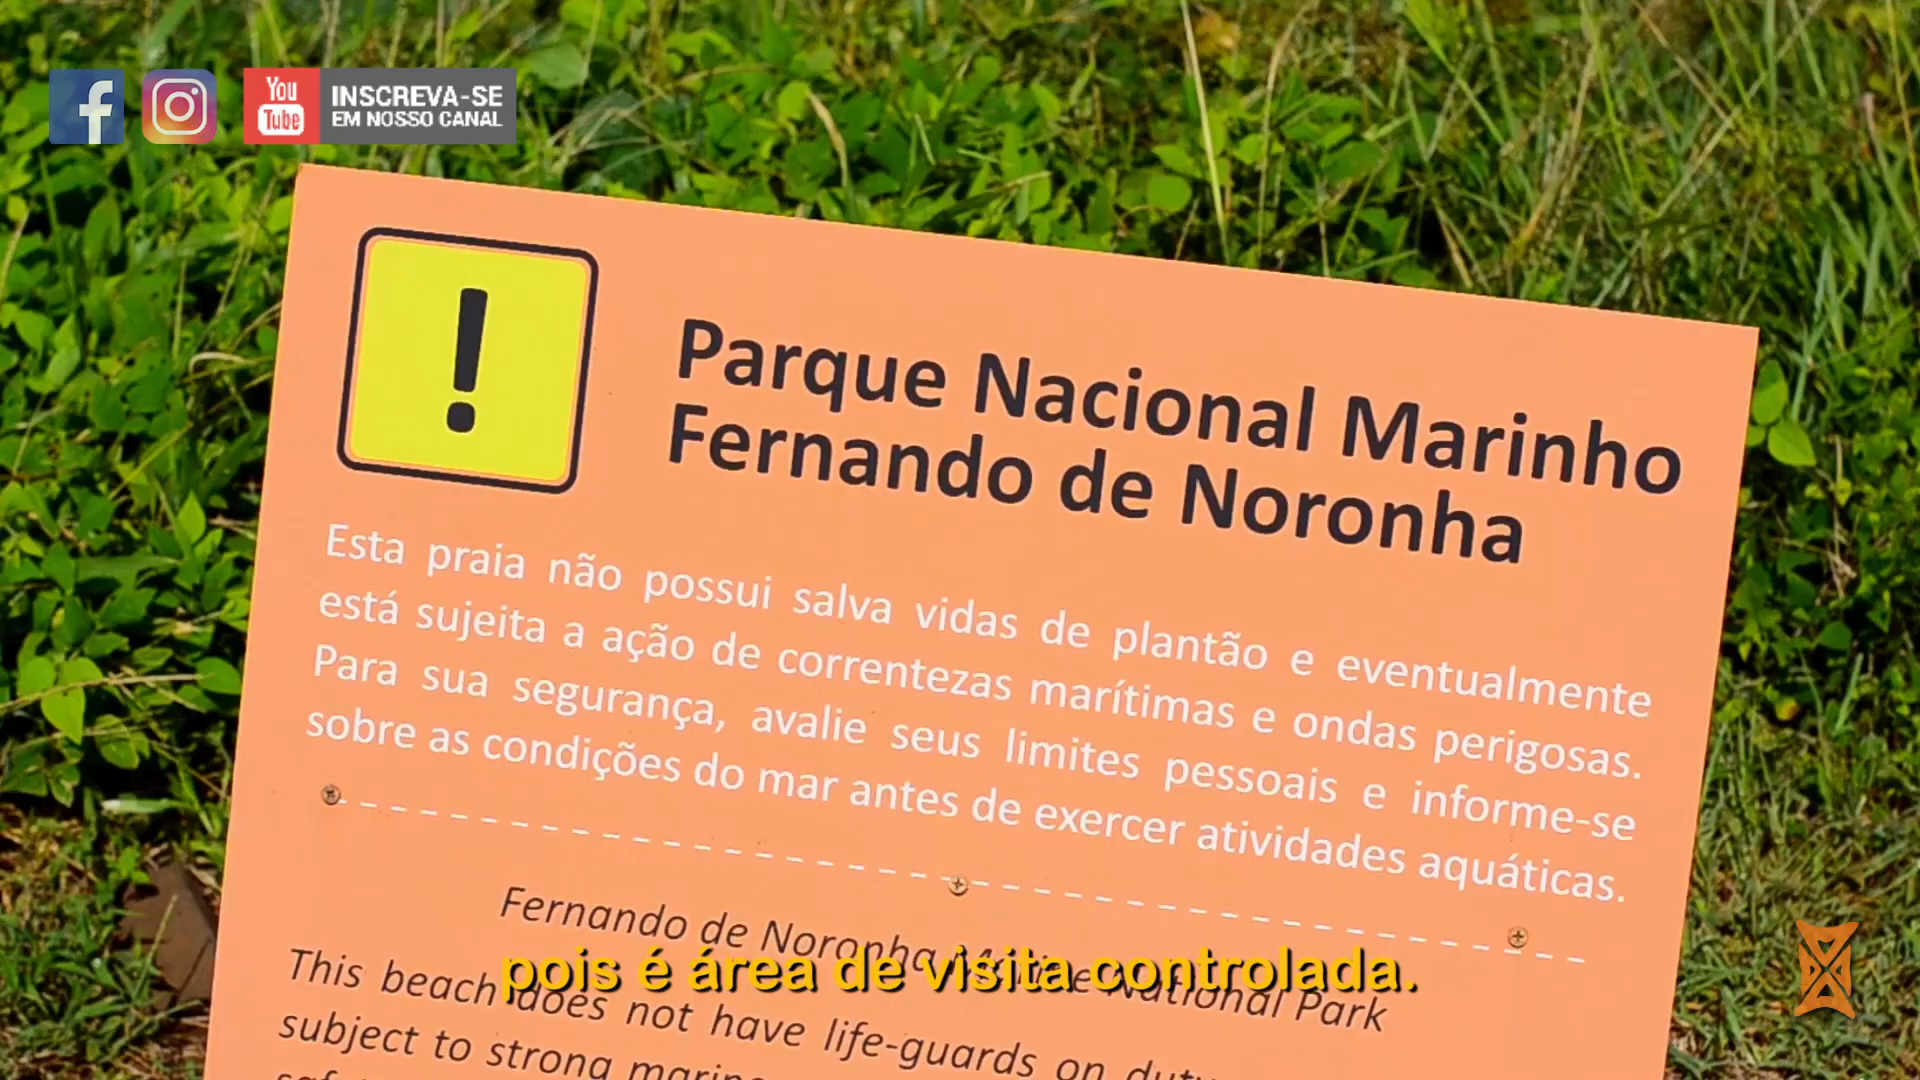 You
Tube
INSCREVA-SE
EM NOSSO CANAL
!
Parque Nacional Marinho
Fernando de Noronha
Esta praia não possui salva vidas de plantão e eventualmente
está sujeita a ação de correntezas marítimas e ondas perigosas.
Para sua segurança, avalie seus limites pessoais e informe-se
sobre as condições do mar antes de exercer atividades aquáticas.
Fernando de Noronha Marine National Park
pois é área de visita controlada.
This beach does not have life-guards on duty
subject to strong marine